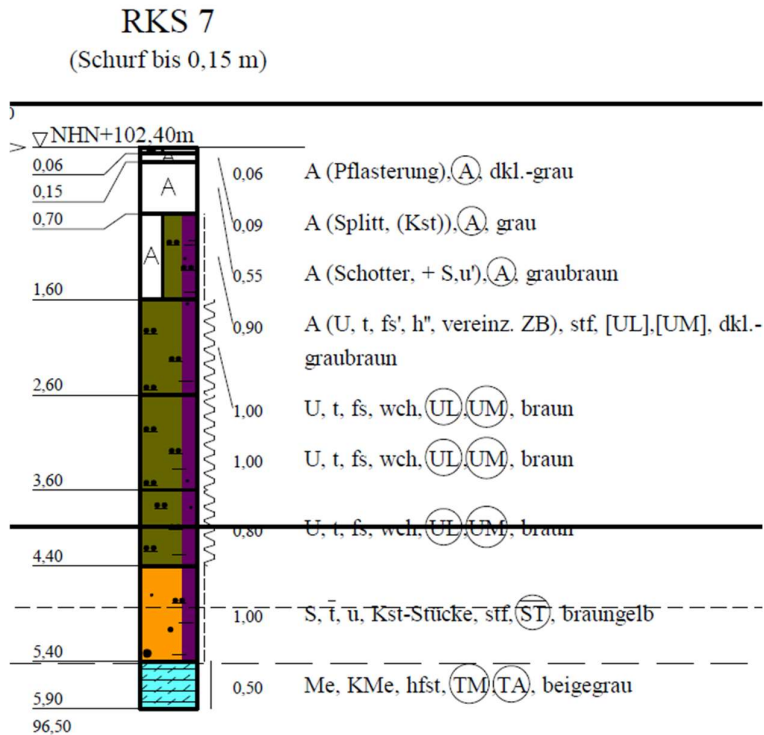 RKS 7
(Schurf bis 0,15 m)
NHN+102,40m
0,06
0,15
0,70
1,60
2,60
3,60
4,40
5,40
5,90
96,50
A
A
A
0,06 A (Pflasterung), A, dkl.-grau
0,09 A (Splitt, (Kst)), A, grau
0,55 A (Schotter, + S,u'), A, graubraun
0,90 A (U, t, fs', h", vereinz. ZB), stf, [UL],[UM], dkl.-
graubraun
1,00 U, t, fs, wch, UL, UM, braun
1,00 U, t, fs, wch, UL, UM, braun
0,80 U, t, fs, wch, UL, UM, braun
1,00 S, t̄, u, Kst-Stücke, stf, S̅T̅, braungelb
0,50 Me, KMe, hfst, TM, TA, beigegrau